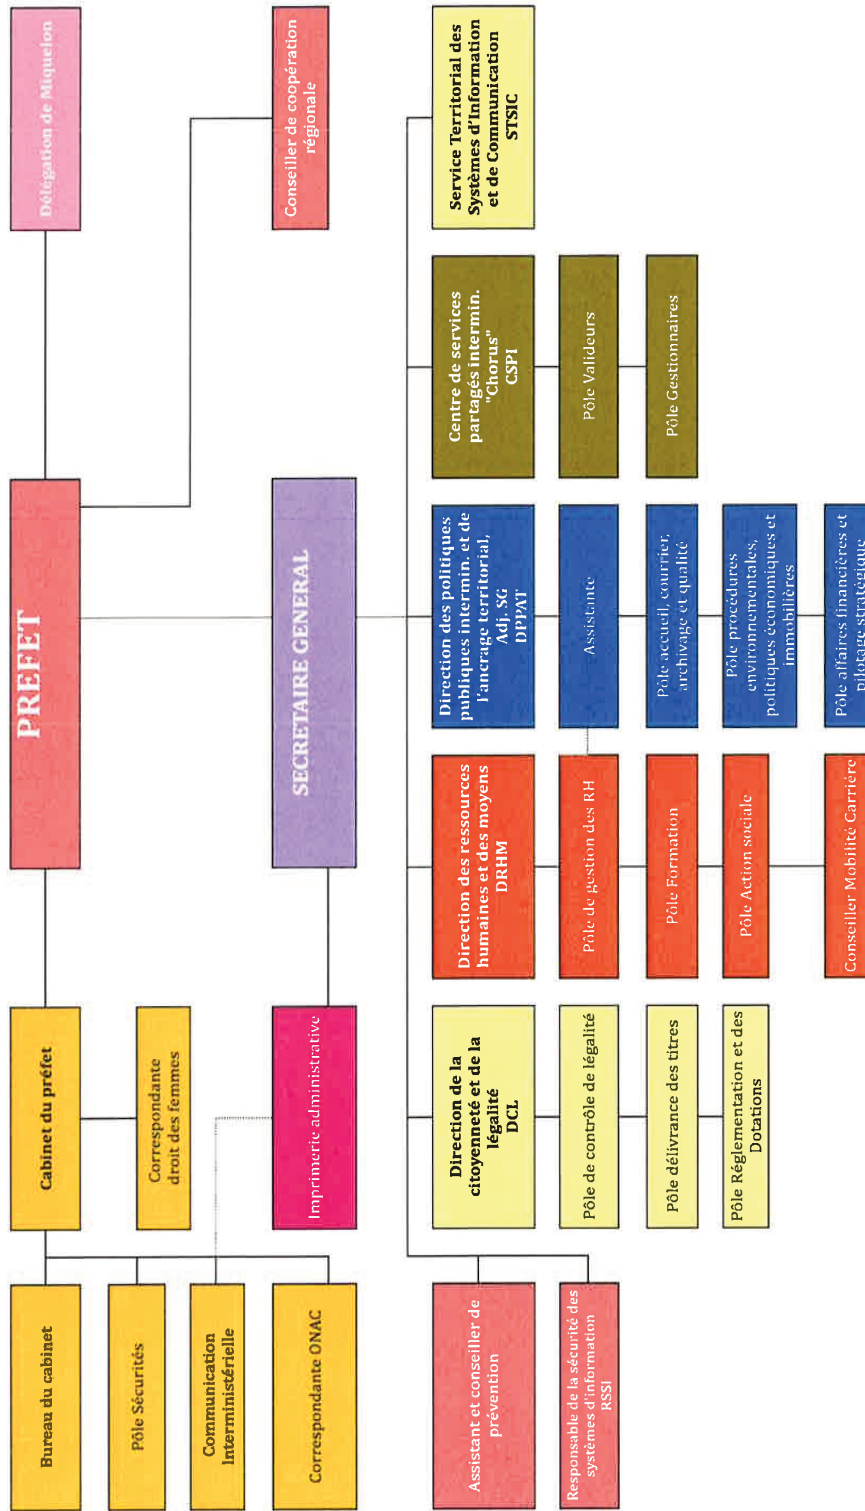 PREFET
Délégation de Miquelon
Conseiller de coopération
régionale
Cabinet du préfet
Correspondante
droit des femmes
Bureau du cabinet
Pôle Sécurités
Communication
Interministérielle
Correspondante ONAC
SECRETAIRE GENERAL
Imprimerie administrative
Assistant et conseiller de
prévention
Responsable de la sécurité des
systèmes d'information
RSSI
Direction de la
citoyenneté et de la
légalité
DCL
Pôle de contrôle de légalité
Pôle délivrance des titres
Pôle Réglementation et des
Dotations
Direction des ressources
humaines et des moyens
DRHM
Pôle de gestion des RH
Pôle Formation
Pôle Action sociale
Conseiller Mobilité Carrière
Direction des politiques
publiques intermin. et de
l'ancrage territorial,
Adj. SG
DPPAT
Assistante
Pôle accueil, courrier,
archivage et qualité
Pôle procédures
environnementales,
politiques économiques et
immobilières
Pôle affaires financières et
pilotage stratégique
Centre de services
partagés intermin.
"Chorus"
CSPI
Pôle Valideurs
Pôle Gestionnaires
Service Territorial des
Systèmes d'Information
et de Communication
STSIC